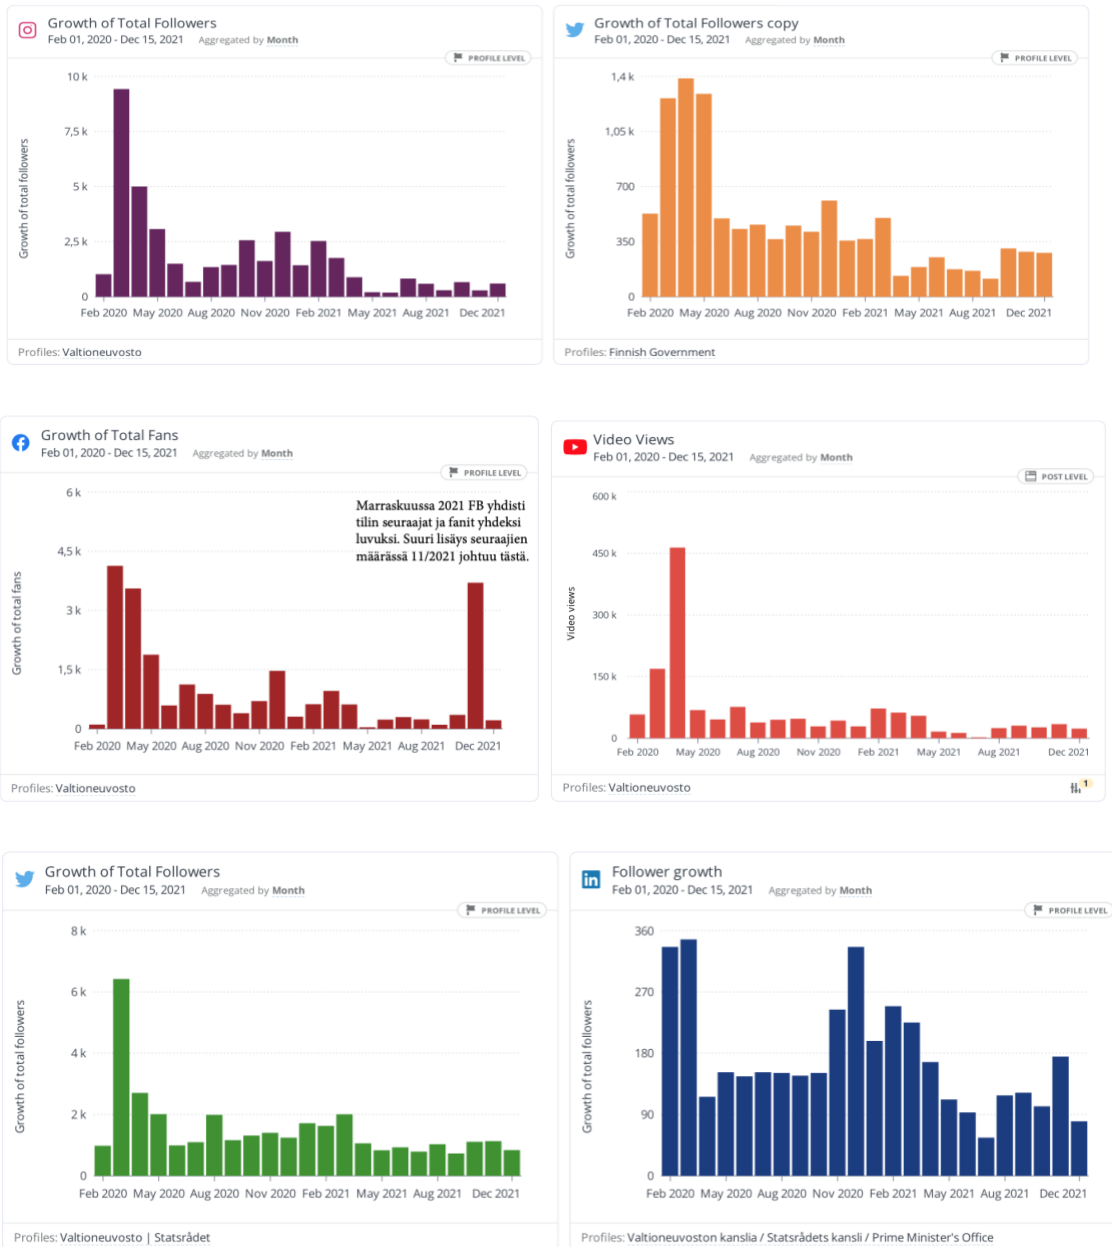 Growth of Total Followers
Feb 01, 2020 - Dec 15, 2021 Aggregated by Month
PROFILE LEVEL
10 k
7,5 k
5 k
2,5 k
0
Growth of total followers
Feb 2020 May 2020 Aug 2020 Nov 2020 Feb 2021 May 2021 Aug 2021 Dec 2021
Profiles: Valtioneuvosto
Growth of Total Followers copy
Feb 01, 2020 - Dec 15, 2021 Aggregated by Month
PROFILE LEVEL
1,4 k
1,05 k
700
350
0
Growth of total followers
Feb 2020 May 2020 Aug 2020 Nov 2020 Feb 2021 May 2021 Aug 2021 Dec 2021
Profiles: Finnish Government
Growth of Total Fans
Feb 01, 2020 - Dec 15, 2021 Aggregated by Month
PROFILE LEVEL
Marraskuussa 2021 FB yhdisti
tilin seuraajat ja fanit yhdeksi
luvuksi. Suuri lisäys seuraajien
määrässä 11/2021 johtuu tästä.
6 k
4,5 k
3 k
1,5 k
0
Growth of total fans
Feb 2020 May 2020 Aug 2020 Nov 2020 Feb 2021 May 2021 Aug 2021 Dec 2021
Profiles: Valtioneuvosto
Video Views
Feb 01, 2020 - Dec 15, 2021 Aggregated by Month
POST LEVEL
600 k
450 k
300 k
150 k
0
Video views
Feb 2020 May 2020 Aug 2020 Nov 2020 Feb 2021 May 2021 Aug 2021 Dec 2021
Profiles: Valtioneuvosto
1
Growth of Total Followers
Feb 01, 2020 - Dec 15, 2021 Aggregated by Month
PROFILE LEVEL
8 k
6 k
4 k
2 k
0
Growth of total followers
Feb 2020 May 2020 Aug 2020 Nov 2020 Feb 2021 May 2021 Aug 2021 Dec 2021
Profiles: Valtioneuvosto | Statsrådet
in
Follower growth
Feb 01, 2020 - Dec 15, 2021 Aggregated by Month
PROFILE LEVEL
360
270
180
90
0
Growth of total followers
Feb 2020 May 2020 Aug 2020 Nov 2020 Feb 2021 May 2021 Aug 2021 Dec 2021
Profiles: Valtioneuvoston kanslia / Statsrådets kansli / Prime Minister's Office